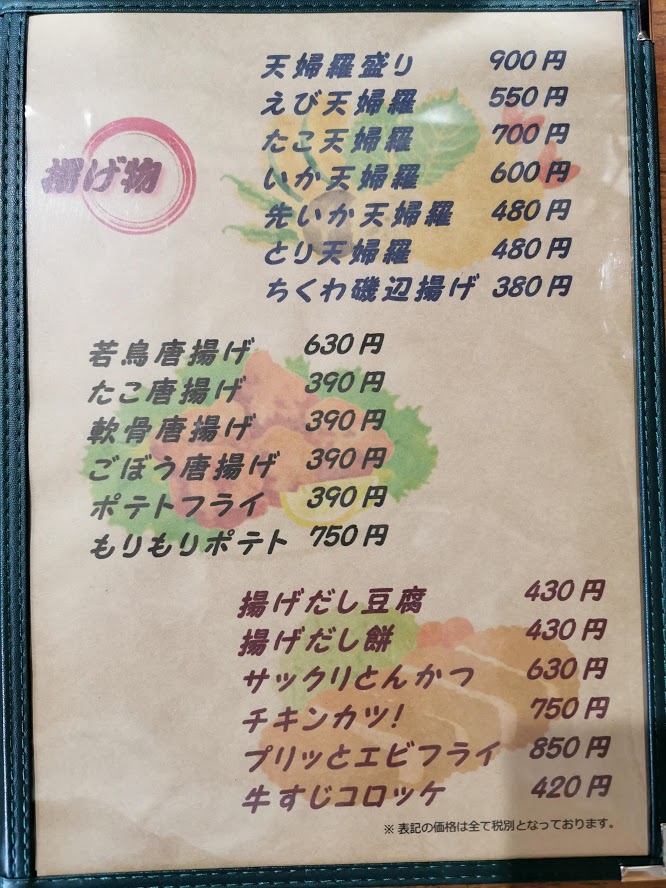 揚げ物
天婦羅盛り 900円
えび天婦羅 550円
たこ天婦羅 700円
いか天婦羅 600円
先いか天婦羅 480円
とり天婦羅 480円
ちくわ磯辺揚げ 380円
若鳥唐揚げ 630円
たこ唐揚げ 390円
軟骨唐揚げ 390円
ごぼう唐揚げ 390円
ポテトフライ 390円
もりもりポテト 750円
揚げだし豆腐 430円
揚げだし餅 430円
サックリとんかつ 630円
チキンカツ! 750円
プリッとエビフライ 850円
牛すじコロッケ 420円
※ 表記の価格は全て税別となっております。